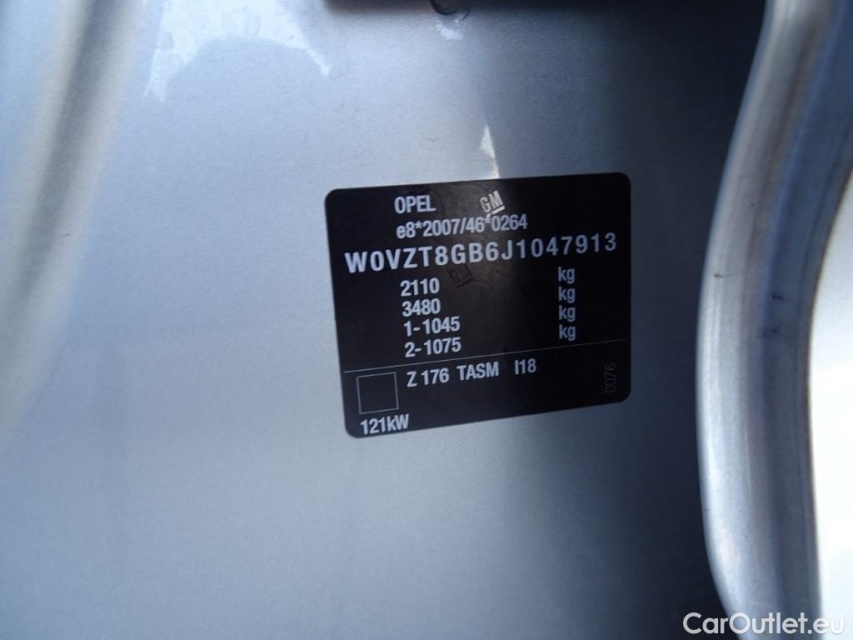 OPEL GM
e8*2007/46*0264
W0VZT8GB6J1047913
2110 kg
3480 kg
1-1045 kg
2-1075 kg
Z 176 TASM I18
0076
121kW
CarOutlet.eu